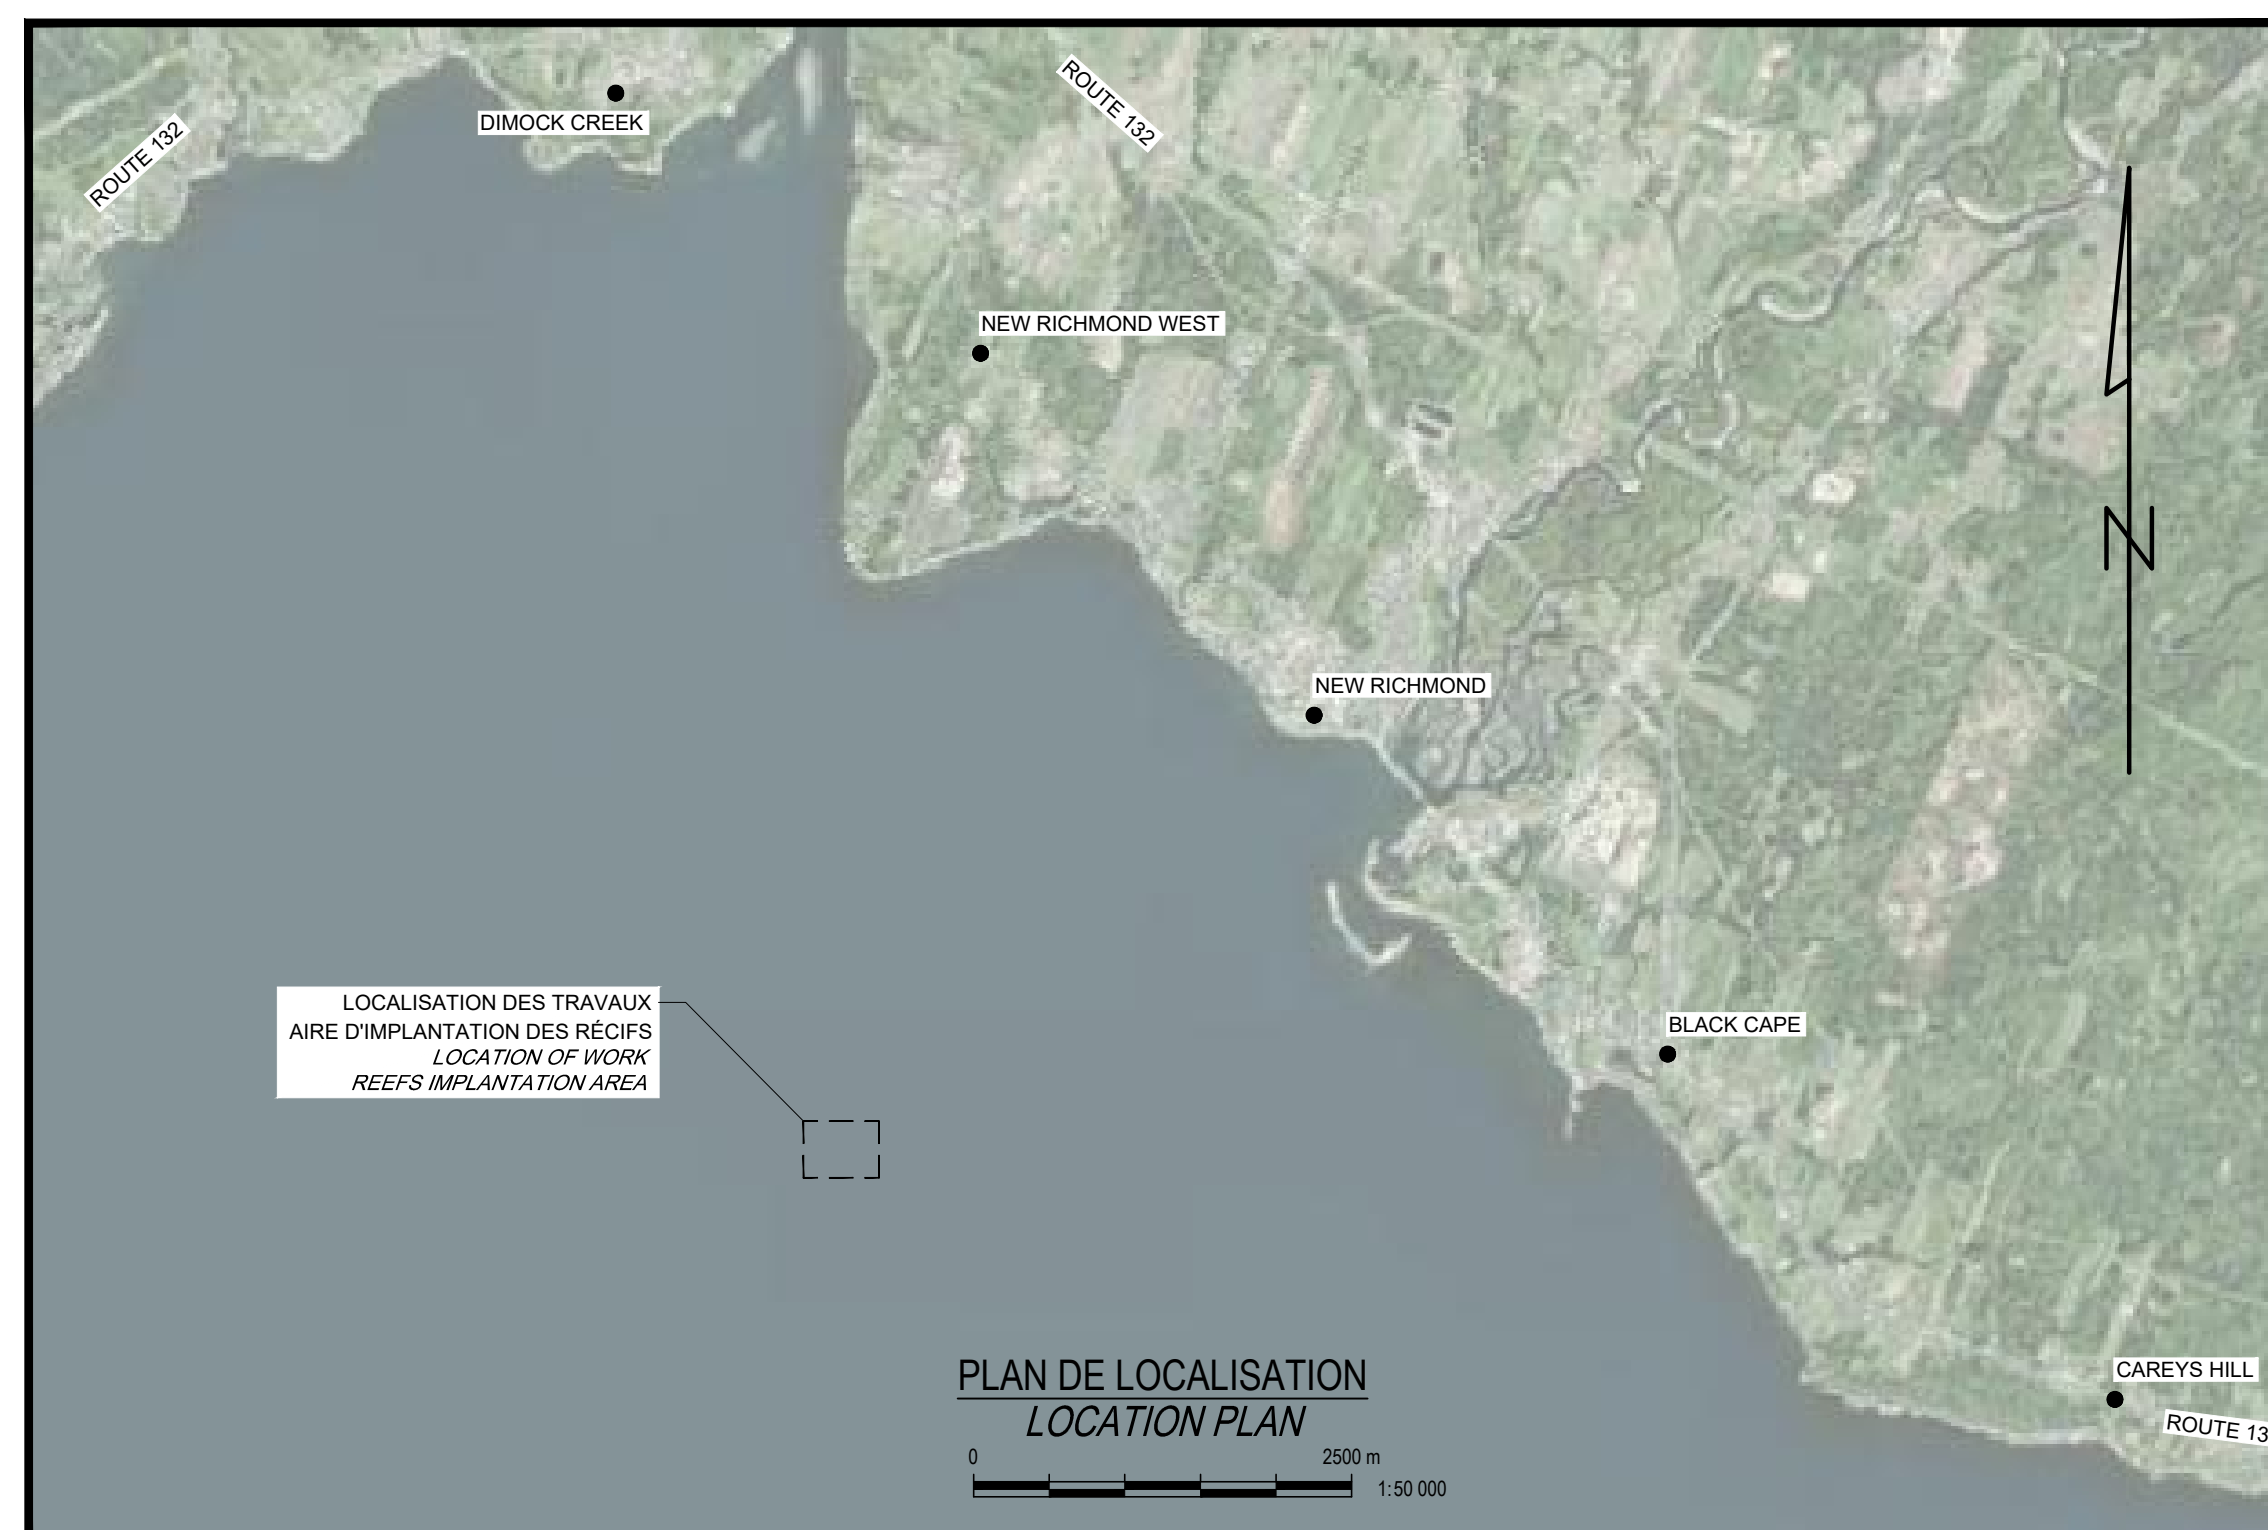 ROUTE 132
DIMOCK CREEK
ROUTE 132
NEW RICHMOND WEST
N
NEW RICHMOND
LOCALISATION DES TRAVAUX
AIRE D'IMPLANTATION DES RÉCIFS
LOCATION OF WORK
REEFS IMPLANTATION AREA
BLACK CAPE
PLAN DE LOCALISATION
LOCATION PLAN
0 2500 m
1:50 000
CAREYS HILL
ROUTE 13